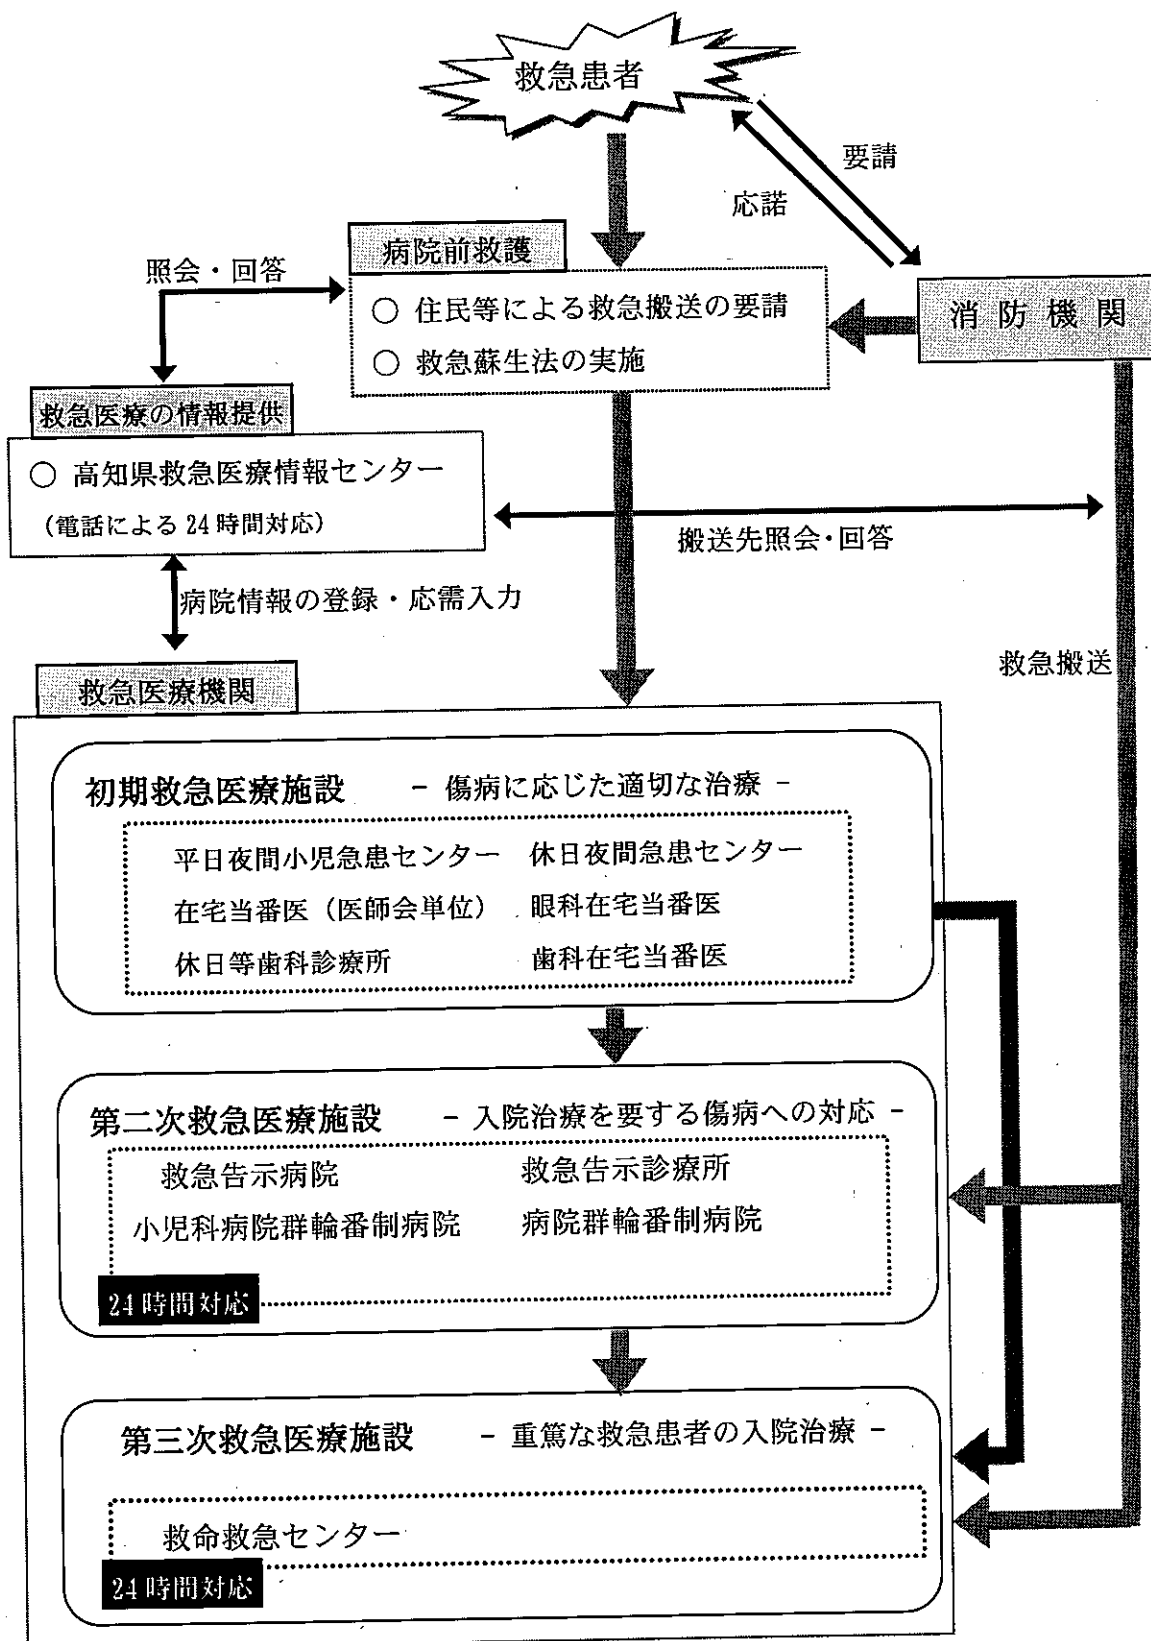 救急患者
要請
応諾
病院前救護
照会・回答
○ 住民等による救急搬送の要請
消防機関
○ 救急蘇生法の実施
救急医療の情報提供
○ 高知県救急医療情報センター
(電話による24時間対応)
搬送先照会・回答
病院情報の登録・応需入力
救急搬送
救急医療機関
初期救急医療施設 - 傷病に応じた適切な治療 -
平日夜間小児急患センター 休日夜間急患センター
在宅当番医(医師会単位) 眼科在宅当番医
休日等歯科診療所 歯科在宅当番医
第二次救急医療施設 - 入院治療を要する傷病への対応 -
救急告示病院 救急告示診療所
小児科病院群輪番制病院 病院群輪番制病院
24時間対応
第三次救急医療施設 - 重篤な救急患者の入院治療 -
救命救急センター
24時間対応